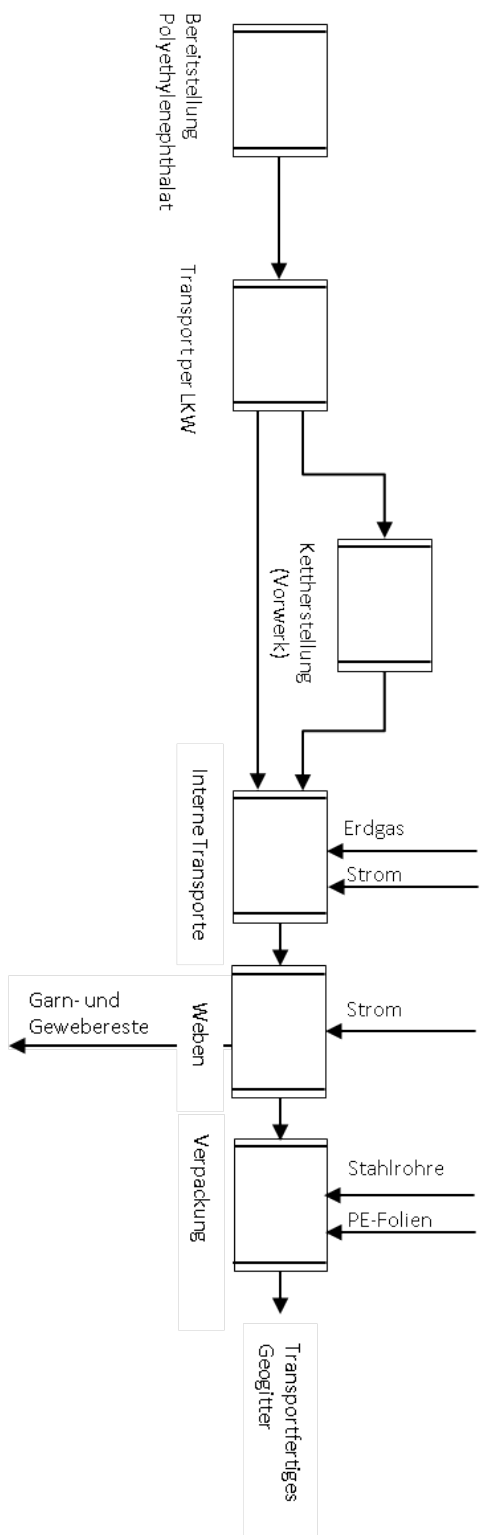 Bereitstellung
Polyethylenephthalat
Transport per LKW
Kettherstellung
(Vorwerk)
Interne Transporte
Erdgas
Strom
Weben
Strom
Garn- und
Gewebereste
Verpackung
Stahlrohre
PE-Folien
Transportfertiges
Geogitter